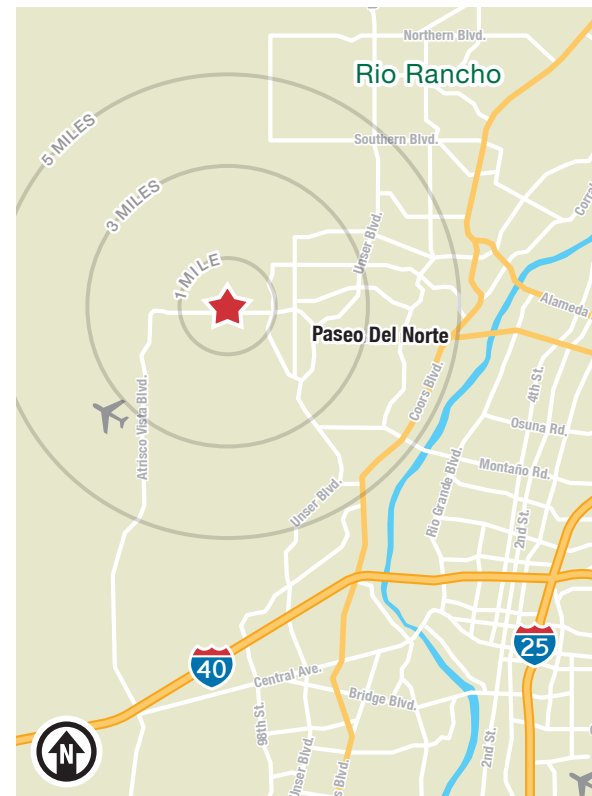 Northern Blvd.
Rio Rancho
5 MILES
Southern Blvd.
3 MILES
Corral
1 MILE
Unser Blvd.
Alameda
Paseo Del Norte
Atrisco Vista Blvd.
Coors Blvd.
4th St.
Osuna Rd.
Montaño Rd.
Rio Grande Blvd.
Unser Blvd.
2nd St.
25
40
Central Ave.
Bridge Blvd.
98th St.
Unser Blvd.
s Blvd.
2nd St.
N